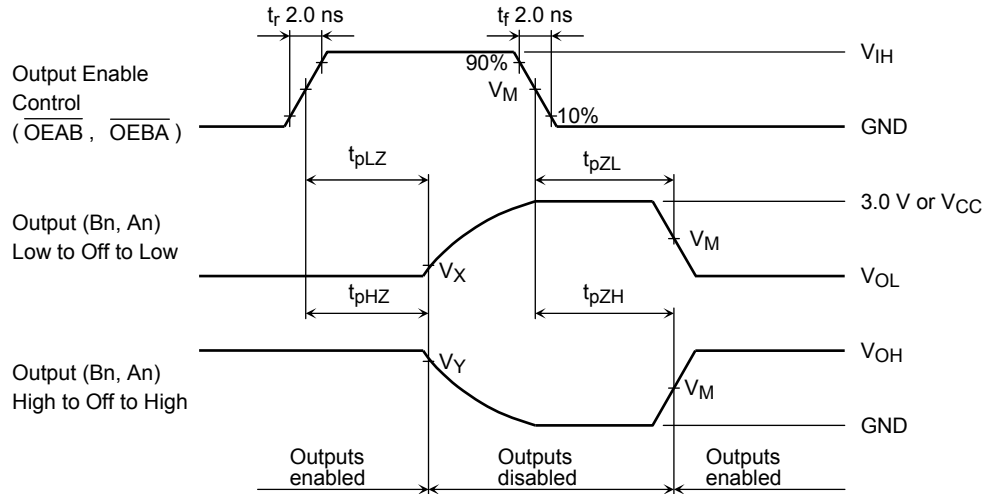 tr 2.0 ns
tf 2.0 ns
Output Enable
Control
( OEAB , OEBA )
90%
VM
10%
VIH
GND
tpLZ
tpZL
Output (Bn, An)
Low to Off to Low
VX
VM
3.0 V or VCC
VOL
tpHZ
tpZH
Output (Bn, An)
High to Off to High
VY
VM
VOH
GND
Outputs
enabled
Outputs
disabled
Outputs
enabled